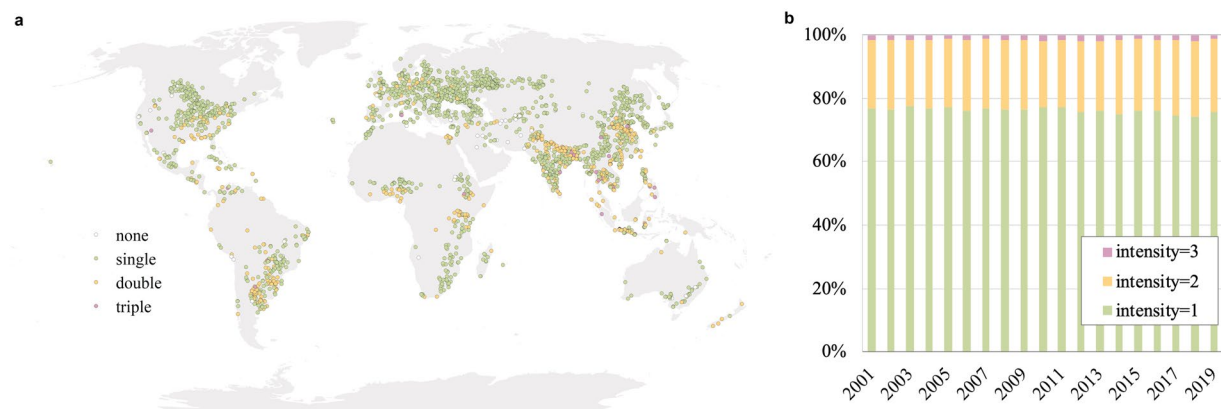 a
none
single
double
triple
b
100%
80%
60%
40%
20%
0%
intensity=3
intensity=2
intensity=1
2001
2003
2005
2007
2009
2011
2013
2015
2017
2019